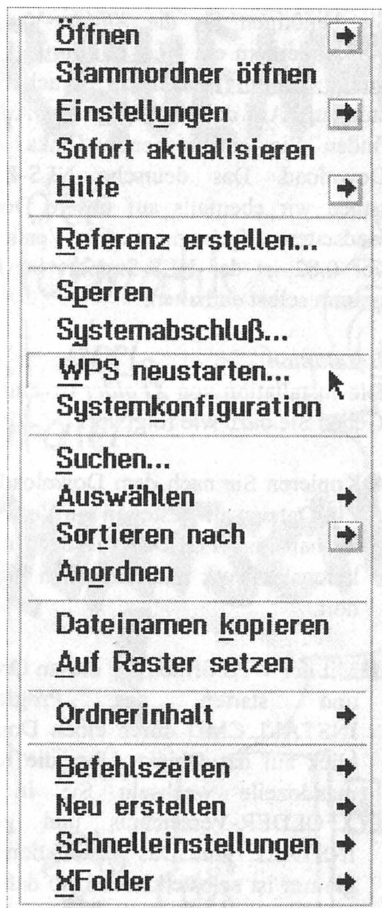 Öffnen
Stammordner öffnen
Einstellungen
Sofort aktualisieren
Hilfe
Referenz erstellen...
Speren
Systemabschluß...
WPS neustarten...
Systemkonfiguration
Suchen...
Auswählen
Sortieren nach
Anordnen
Dateinamen kopieren
Auf Raster setzen
Ordnerinhalt
Befehlszeilen
Neu erstellen
Schnelleinstellungen
XFolder